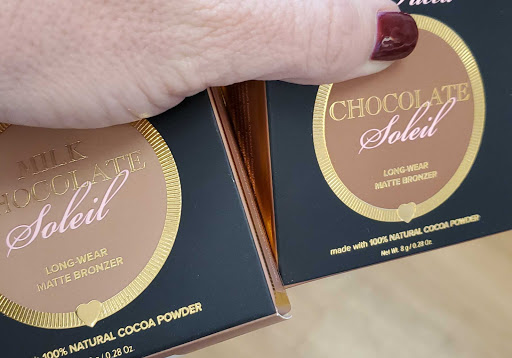 MILK
CHOCOLATE
Soleil
LONG-WEAR
MATTE BRONZER
100% NATURAL COCOA POWDER
/ 0.28 Oz.
CHOCOLATE
Soleil
LONG-WEAR
MATTE BRONZER
made with 100% NATURAL COCOA POWDER
Net Wt. 8 g / 0.28 Oz.